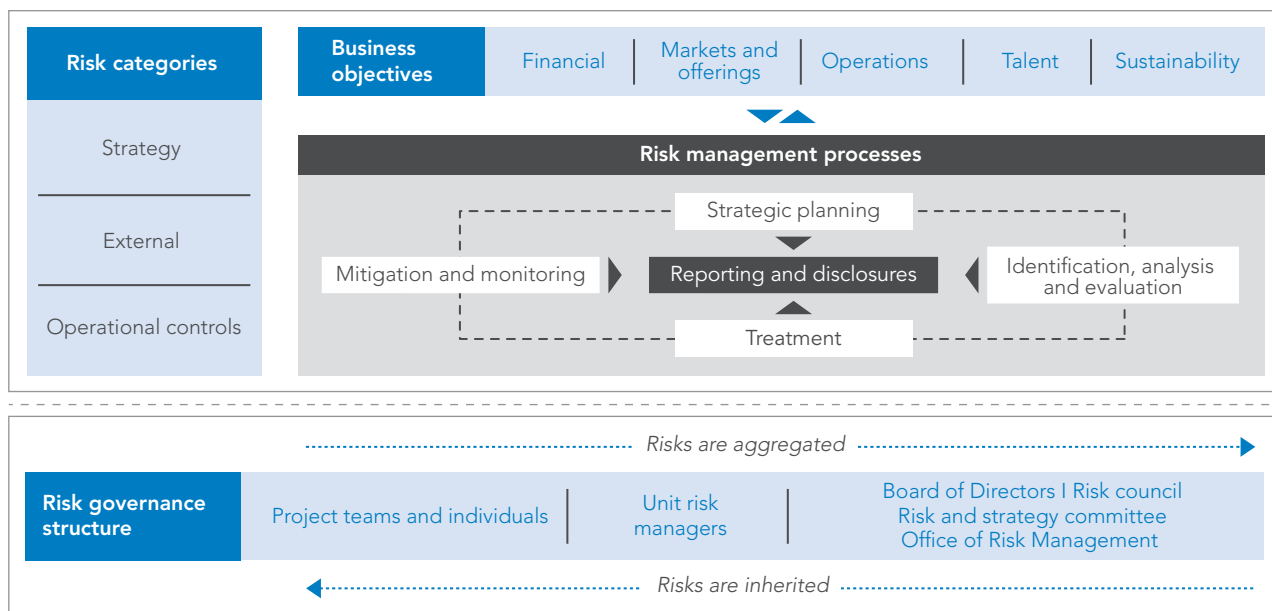 Risk categories
Strategy
External
Operational controls
Business
objectives
Financial
Markets and
offerings
Operations
Talent
Sustainability
Risk management processes
Strategic planning
Mitigation and monitoring
Reporting and disclosures
Identification, analysis
and evaluation
Treatment
Risks are aggregated
Risk governance
structure
Project teams and individuals
Unit risk
managers
Board of Directors I Risk council
Risk and strategy committee
Office of Risk Management
Risks are inherited